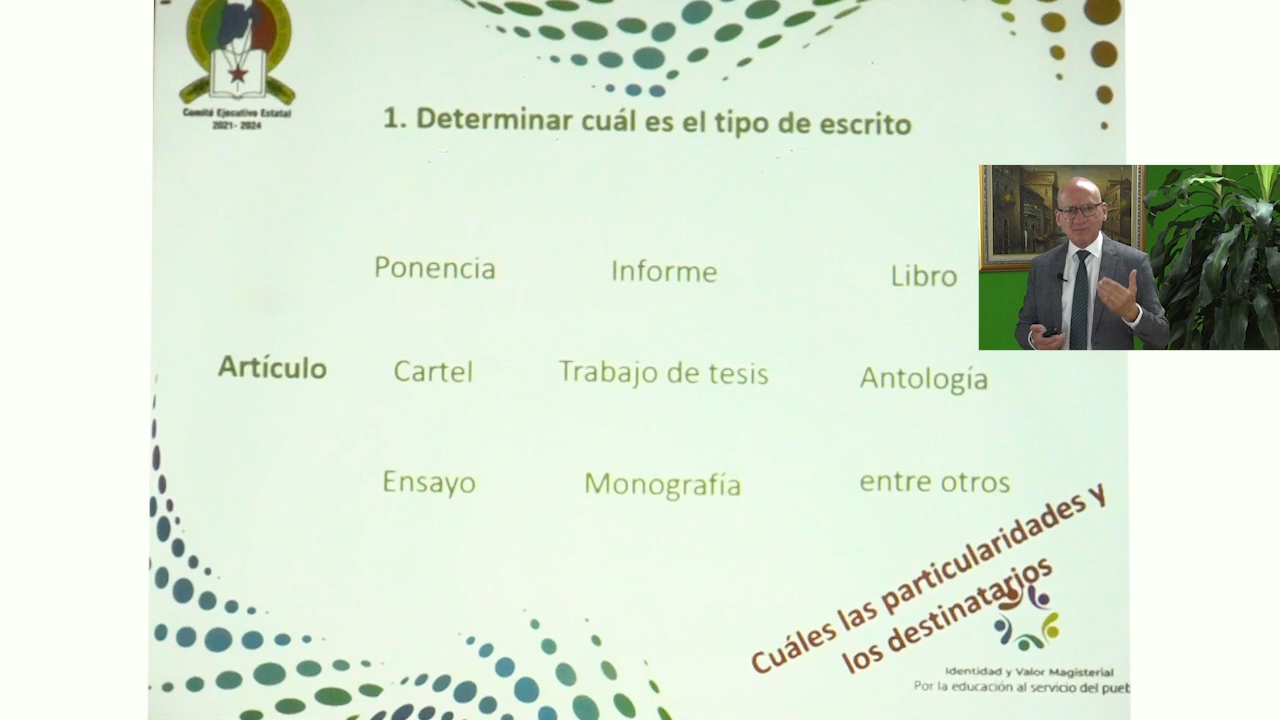 Comité Ejecutivo Estatal
2021- 2024
1. Determinar cuál es el tipo de escrito
Ponencia Informe Libro
Artículo Cartel Trabajo de tesis Antología
Ensayo Monografía entre otros
Cuáles las particularidades y
los destinatarios
Identidad y Valor Magisterial
Por la educación al servicio del pueb